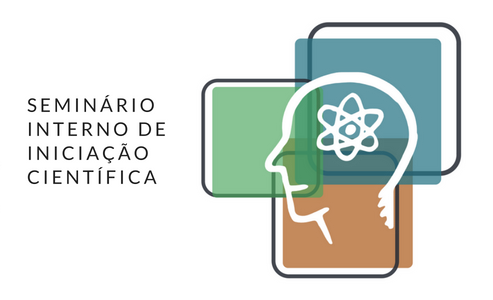 SEMINÁRIO
INTERNO DE
INICIAÇÃO
CIENTÍFICA